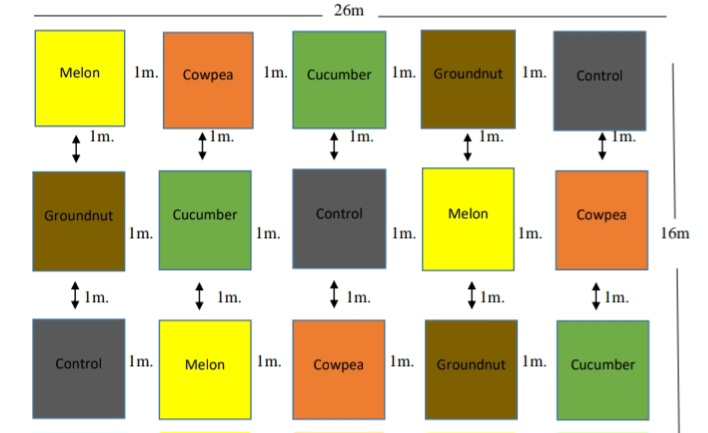 26m
Melon 1m. Cowpea 1m. Cucumber 1m. Groundnut 1m. Control
1m. 1m. 1m. 1m. 1m.
Groundnut Cucumber Control Melon Cowpea
1m. 1m. 1m. 1m. 16m
1m. 1m. 1m. 1m. 1m.
Control 1m. Melon 1m. Cowpea 1m. Groundnut 1m. Cucumber